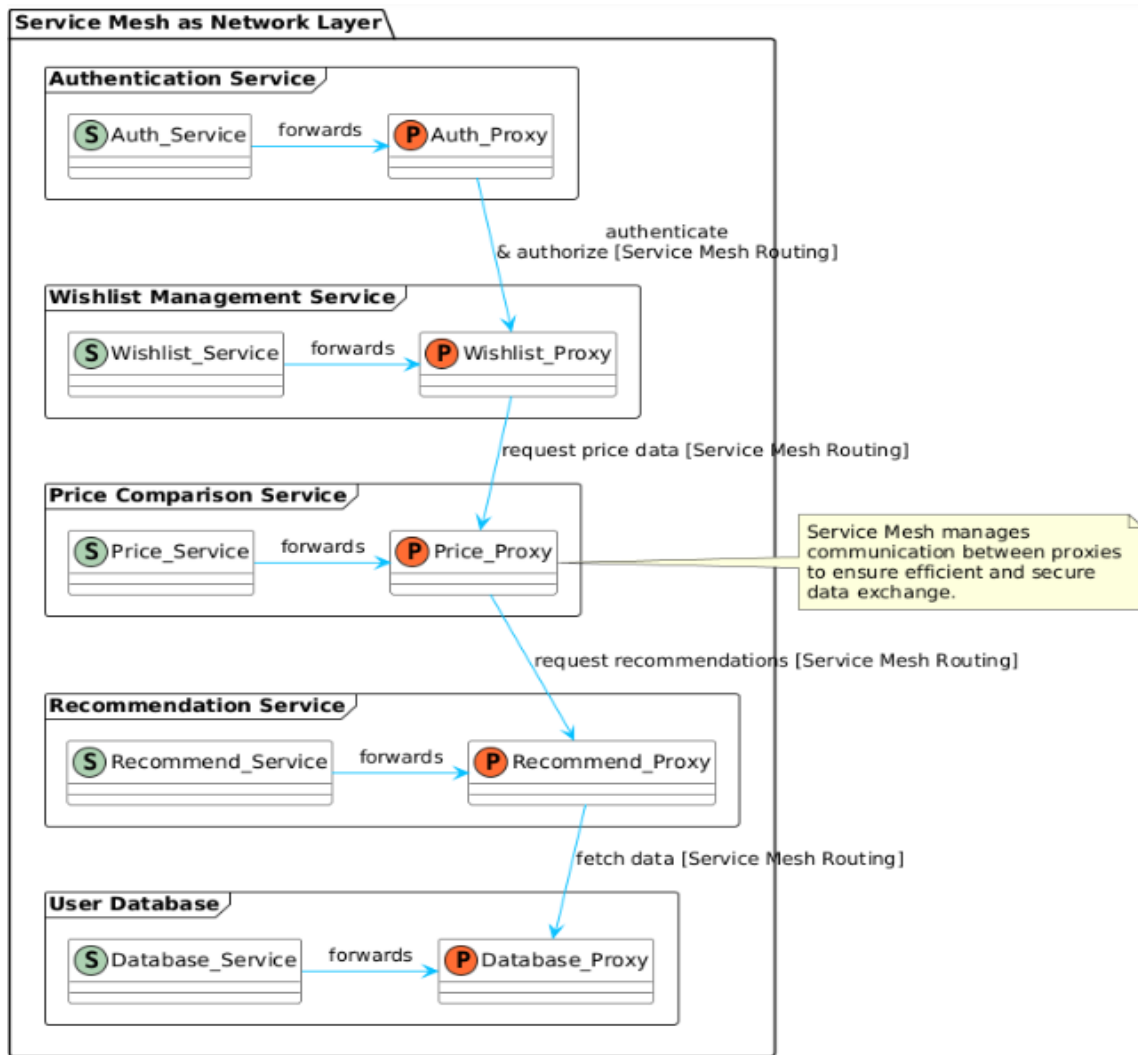 Service Mesh as Network Layer
Authentication Service
S Auth_Service
forwards
P Auth_Proxy
authenticate
& authorize [Service Mesh Routing]
Wishlist Management Service
S Wishlist_Service
forwards
P Wishlist_Proxy
request price data [Service Mesh Routing]
Price Comparison Service
S Price_Service
forwards
P Price_Proxy
Service Mesh manages
communication between proxies
to ensure efficient and secure
data exchange.
request recommendations [Service Mesh Routing]
Recommendation Service
S Recommend_Service
forwards
P Recommend_Proxy
fetch data [Service Mesh Routing]
User Database
S Database_Service
forwards
P Database_Proxy